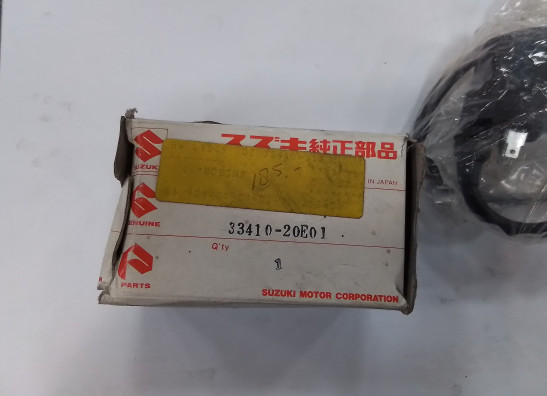 スズキ純正部品
SUZUKI
185.-
IN JAPAN
GENUINE
33410-20E01
Q'ty
1
PARTS
SUZUKI MOTOR CORPORATION